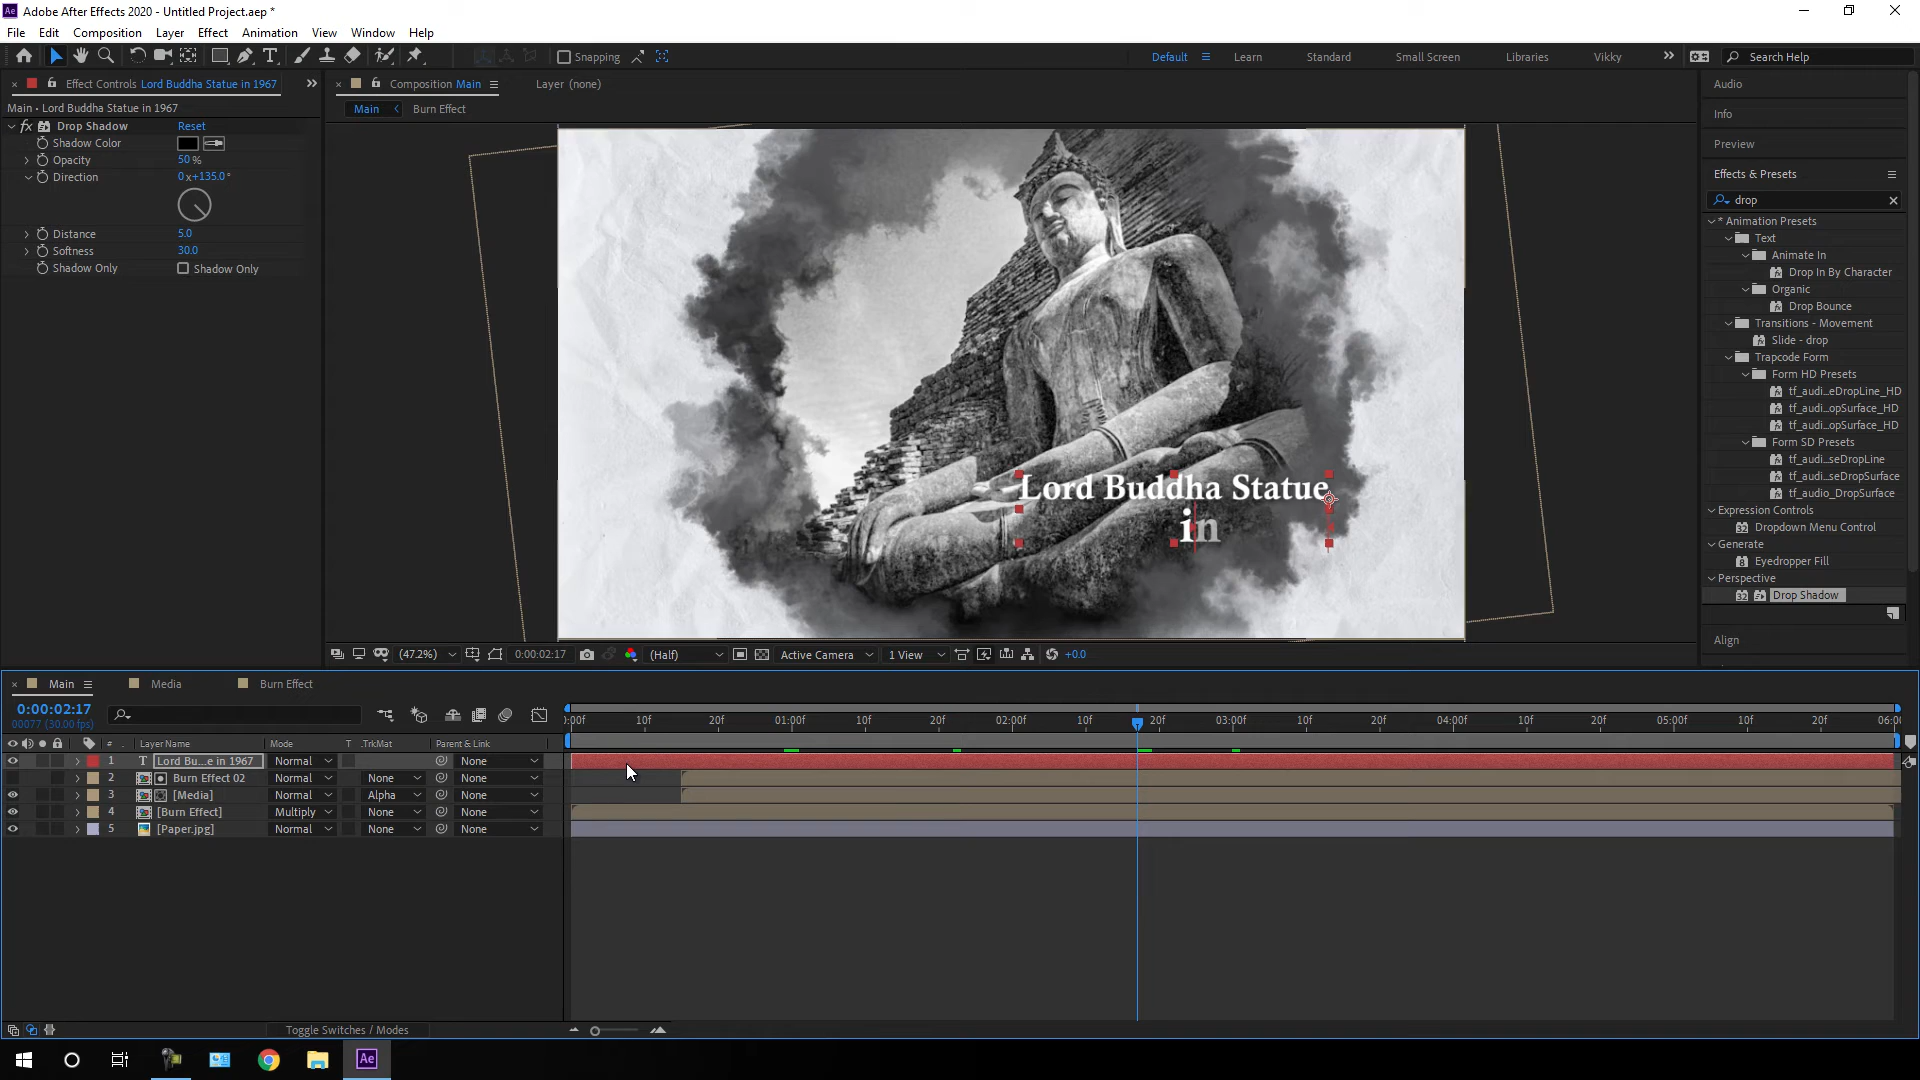 Adobe After Effects 2020 - Untitled Project.aep *
File Edit Composition Layer Effect Animation View Window Help
Snapping Default Learn Standard Small Screen Libraries Vikky Search Help
Effect Controls Lord Buddha Statue in 1967
Main • Lord Buddha Statue in 1967
fx Drop Shadow Reset
Shadow Color
Opacity 50 %
Direction 0x+135.0°
Distance 5.0
Softness 30.0
Shadow Only Shadow Only
Composition Main Layer (none)
Main Burn Effect
Lord Buddha Statue
in
(47.2%) 0:00:02:17 (Half) Active Camera 1 View +0.0
Audio
Info
Preview
Effects & Presets
drop
* Animation Presets
Text
Animate In
Drop In By Character
Organic
Drop Bounce
Transitions - Movement
Slide - drop
Trapcode Form
Form HD Presets
tf_audi...eDropLine_HD
tf_audi...opSurface_HD
tf_audi...opSurface_HD
Form SD Presets
tf_audi...seDropLine
tf_audi...seDropSurface
tf_audio_DropSurface
Expression Controls
Dropdown Menu Control
Generate
Eyedropper Fill
Perspective
Drop Shadow
Align
Main Media Burn Effect
0:00:02:17
00077 (30.00 fps)
):00f 10f 20f 01:00f 10f 20f 02:00f 10f 20f 03:00f 10f 20f 04:00f 10f 20f 05:00f 10f 20f 06:00
# Layer Name Mode T .TrkMat Parent & Link
1 T Lord Bu...e in 1967 Normal None
2 Burn Effect 02 Normal None None
3 [Media] Normal Alpha None
4 [Burn Effect] Multiply None None
5 [Paper.jpg] Normal None None
Toggle Switches / Modes
Ae